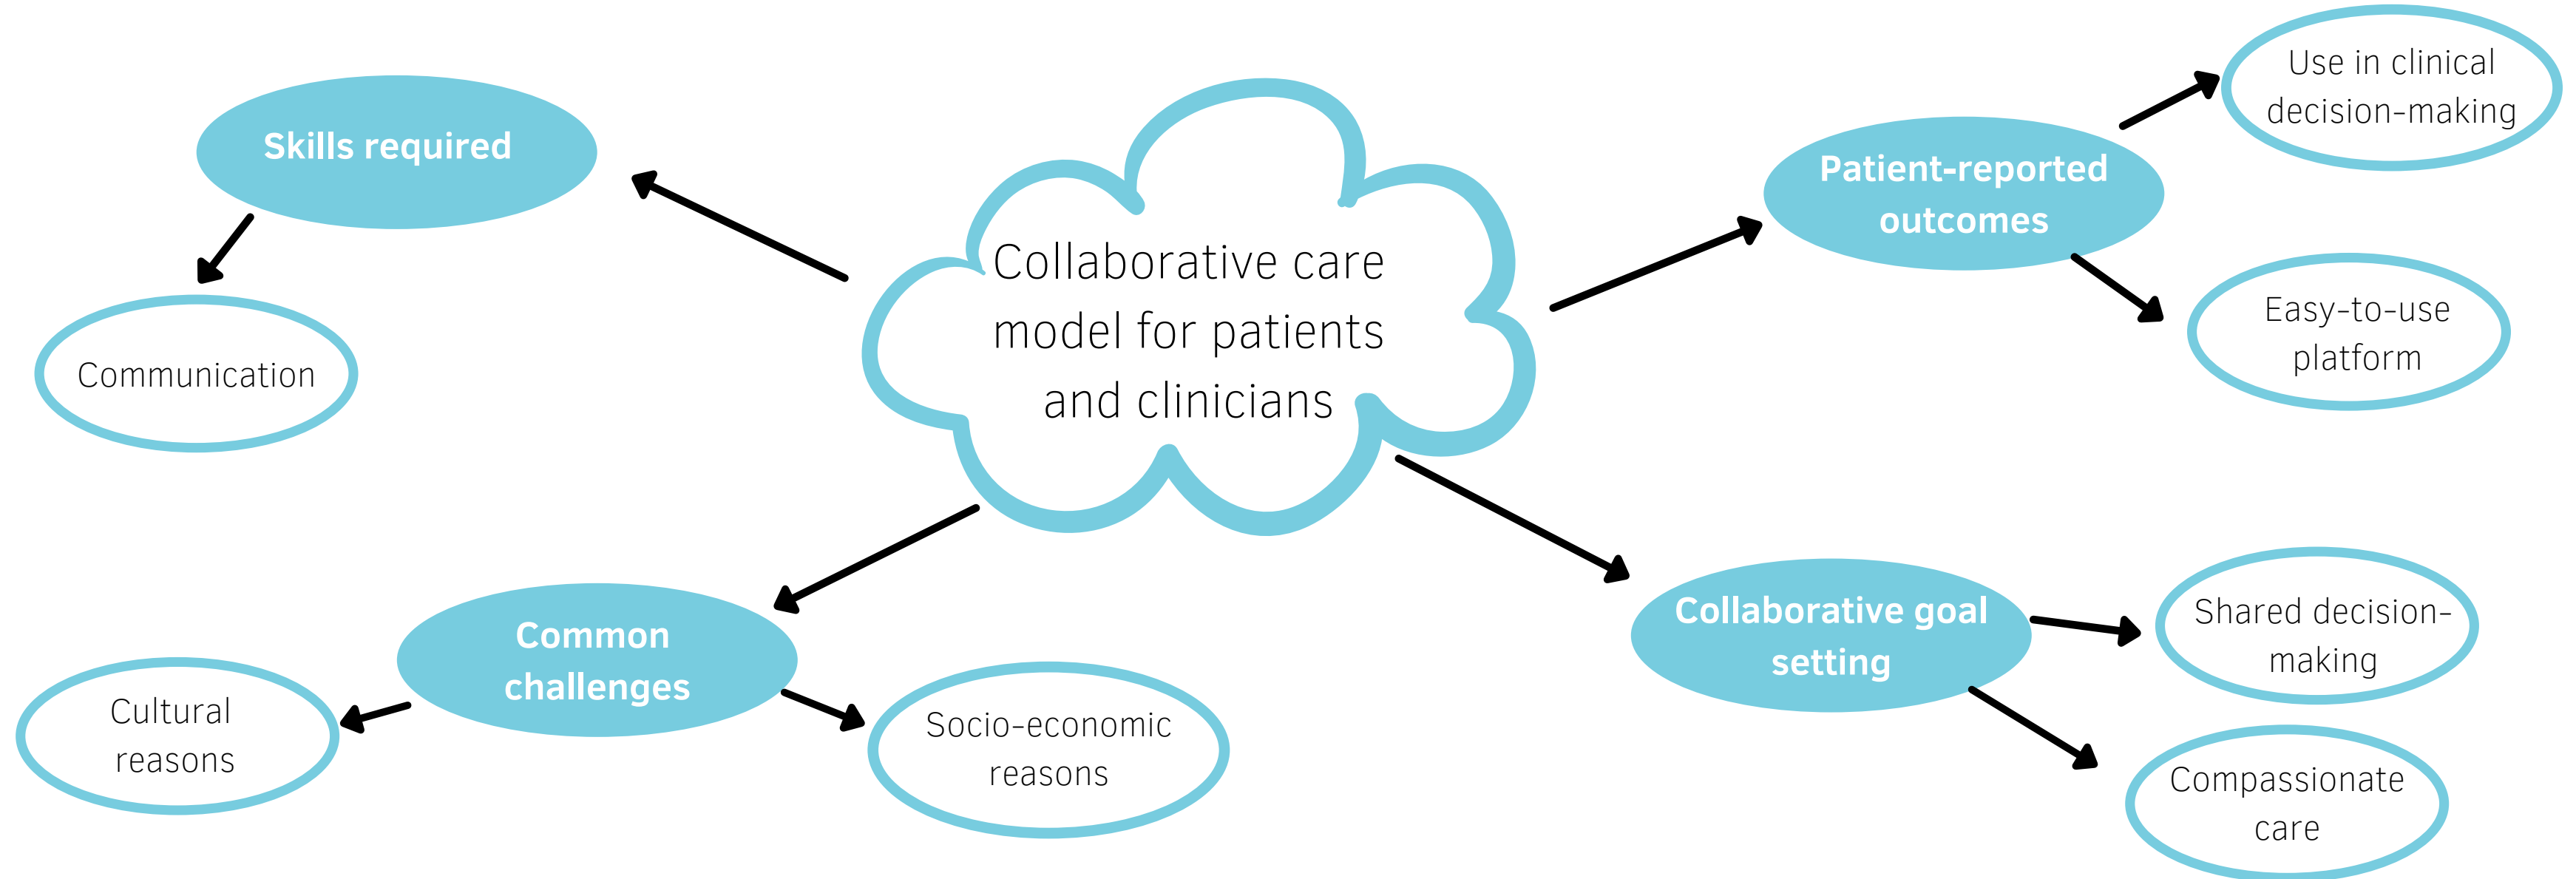 Collaborative care
model for patients
and clinicians
Skills required
Communication
Common
challenges
Cultural
reasons
Socio-economic
reasons
Patient-reported
outcomes
Use in clinical
decision-making
Easy-to-use
platform
Collaborative goal
setting
Shared decision-
making
Compassionate
care